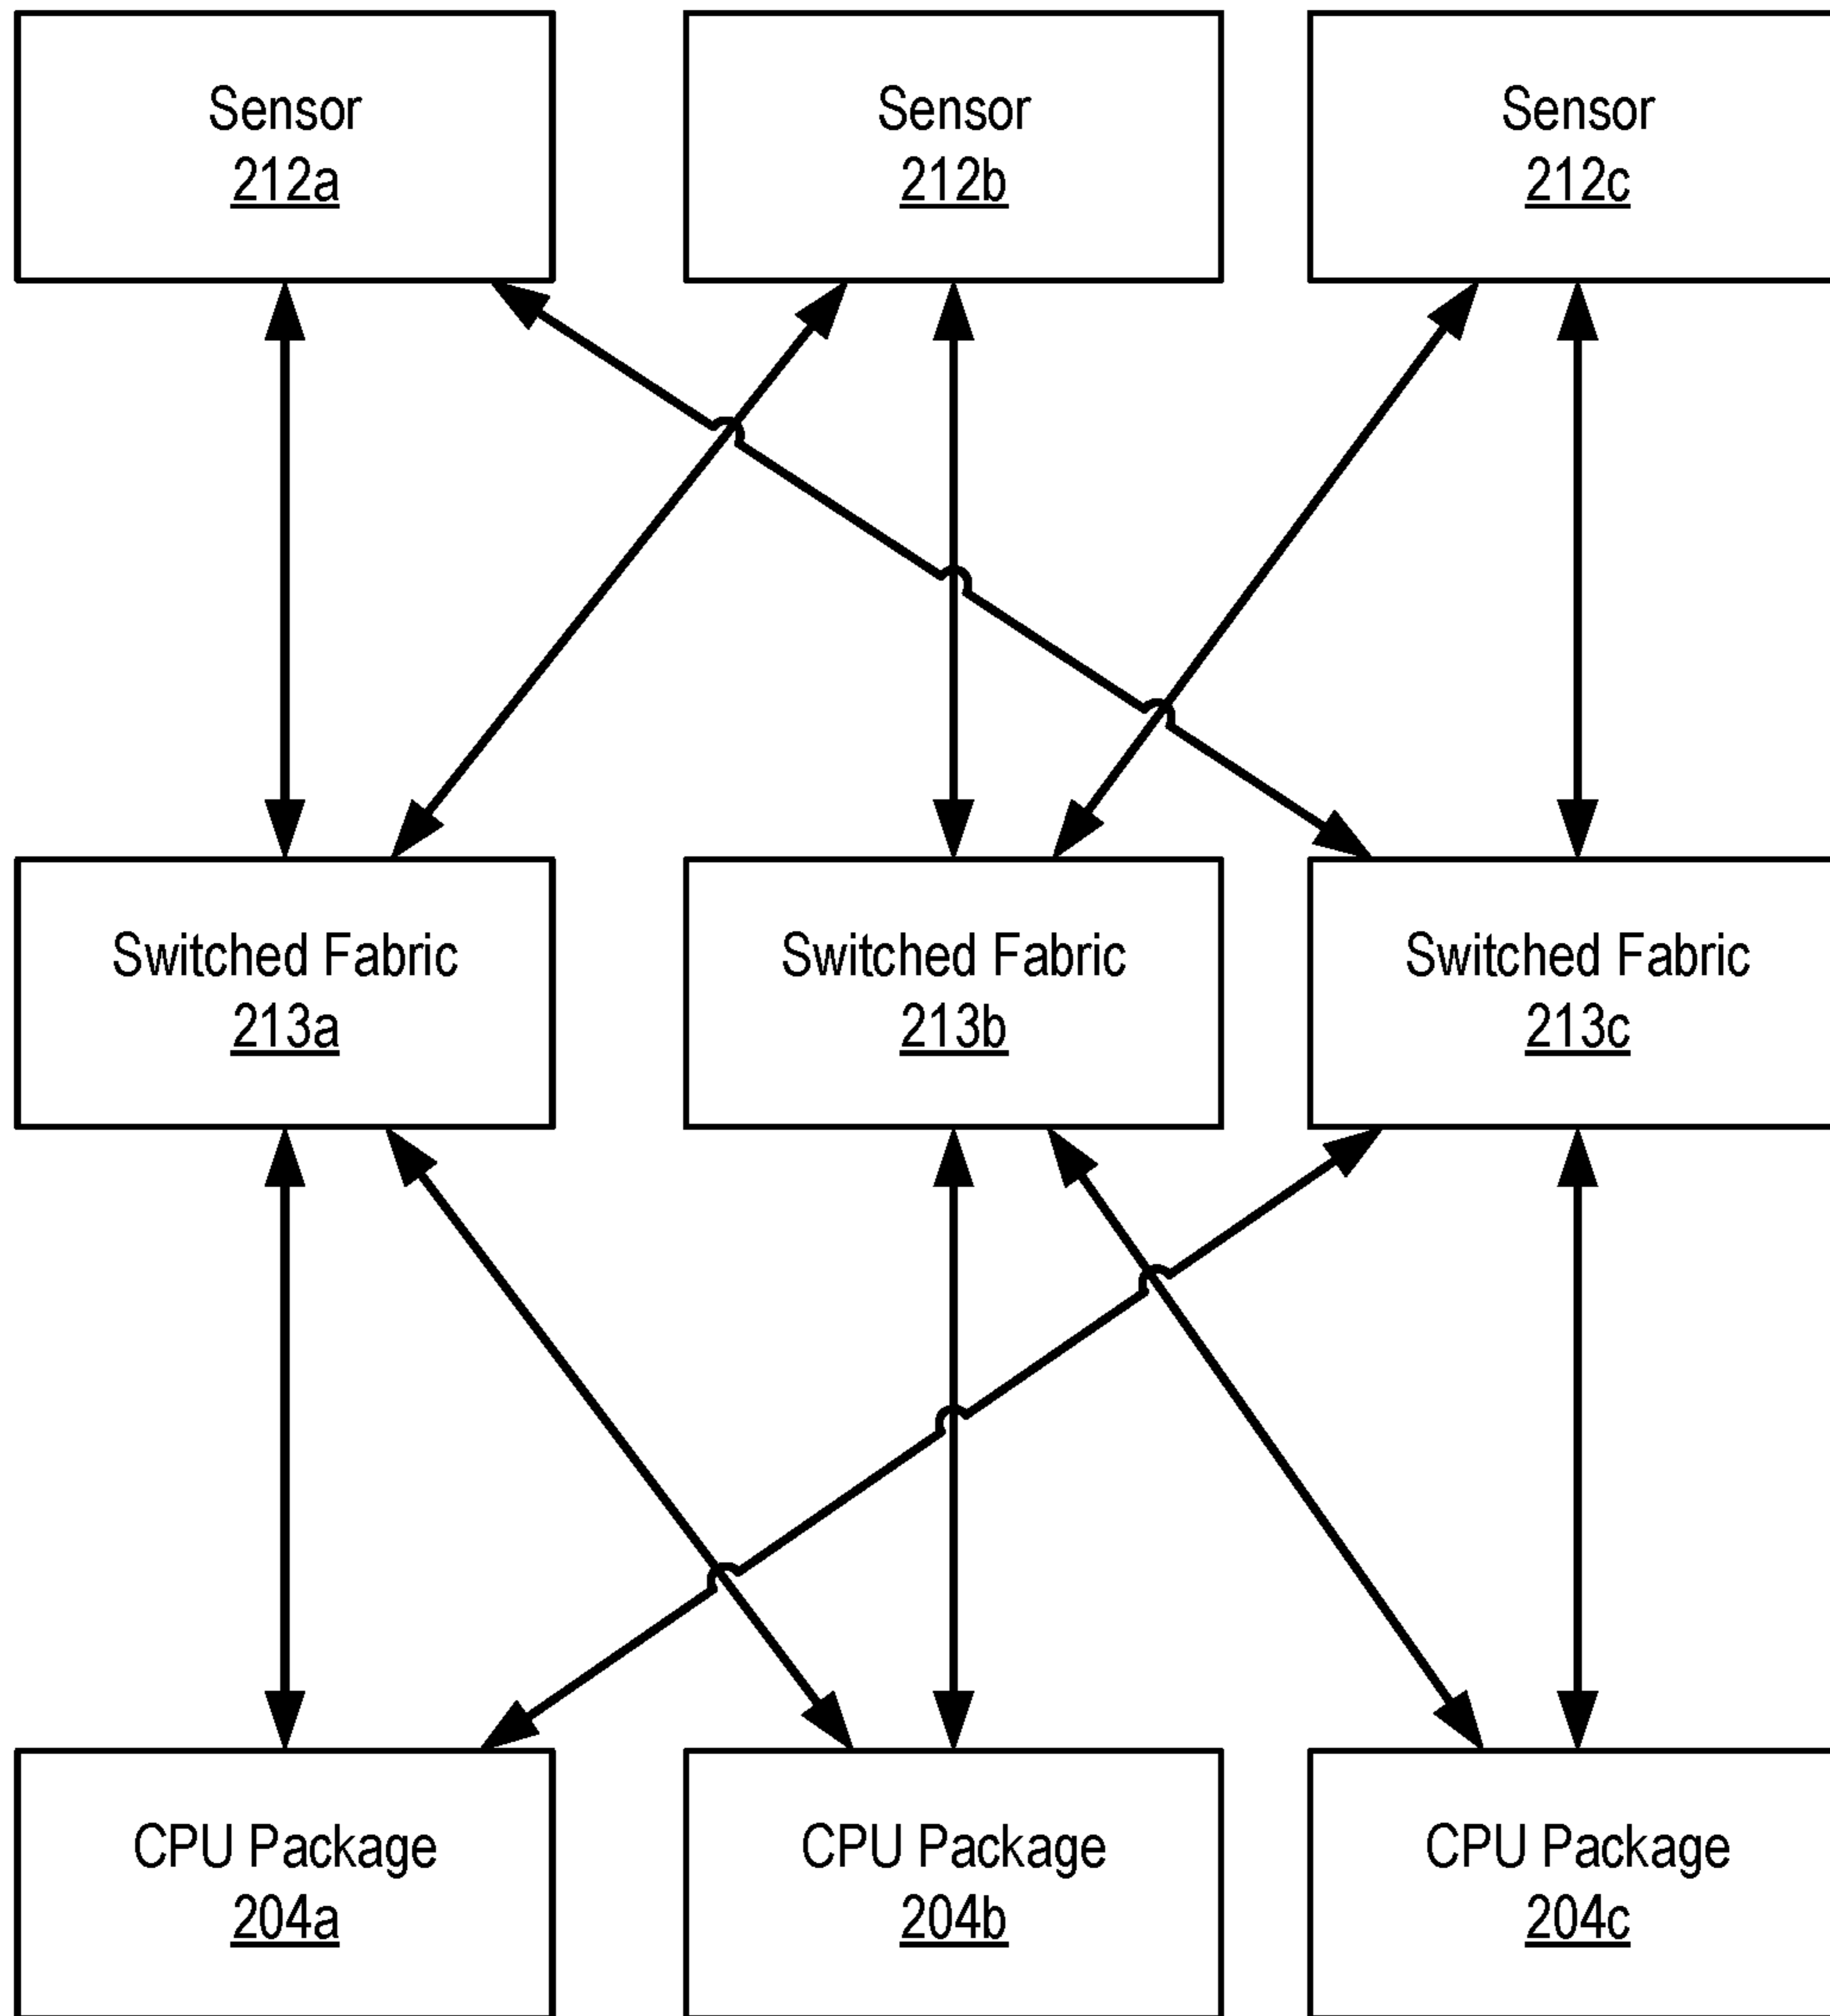 Sensor
212a
Sensor
212b
Sensor
212c
Switched Fabric
213a
Switched Fabric
213b
Switched Fabric
213c
CPU Package
204a
CPU Package
204b
CPU Package
204c